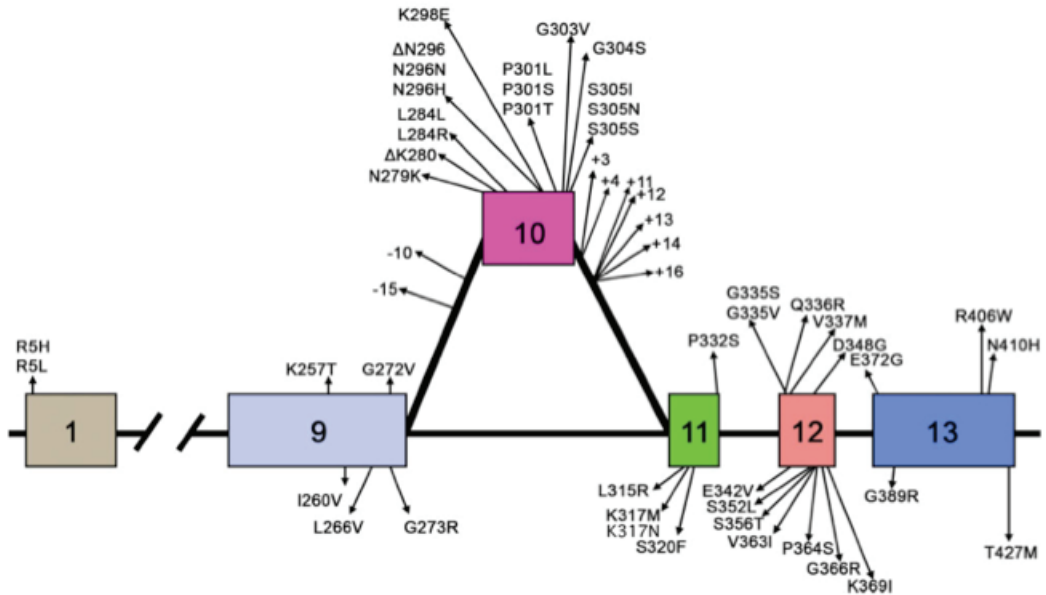 K298E
ΔN296
N296N
N296H
L284L
L284R
ΔK280
N279K
P301L
P301S
P301T
G303V
G304S
S305I
S305N
S305S
+3
+4
+11
+12
+13
+14
+16
10
-10
-15
R5H
R5L
K257T
G272V
P332S
G335S
G335V
Q336R
V337M
D348G
E372G
R406W
N410H
1
9
11
12
13
I260V
L266V
G273R
L315R
K317M
K317N
S320F
E342V
S352L
S356T
V363I
P364S
G366R
K369I
G389R
T427M